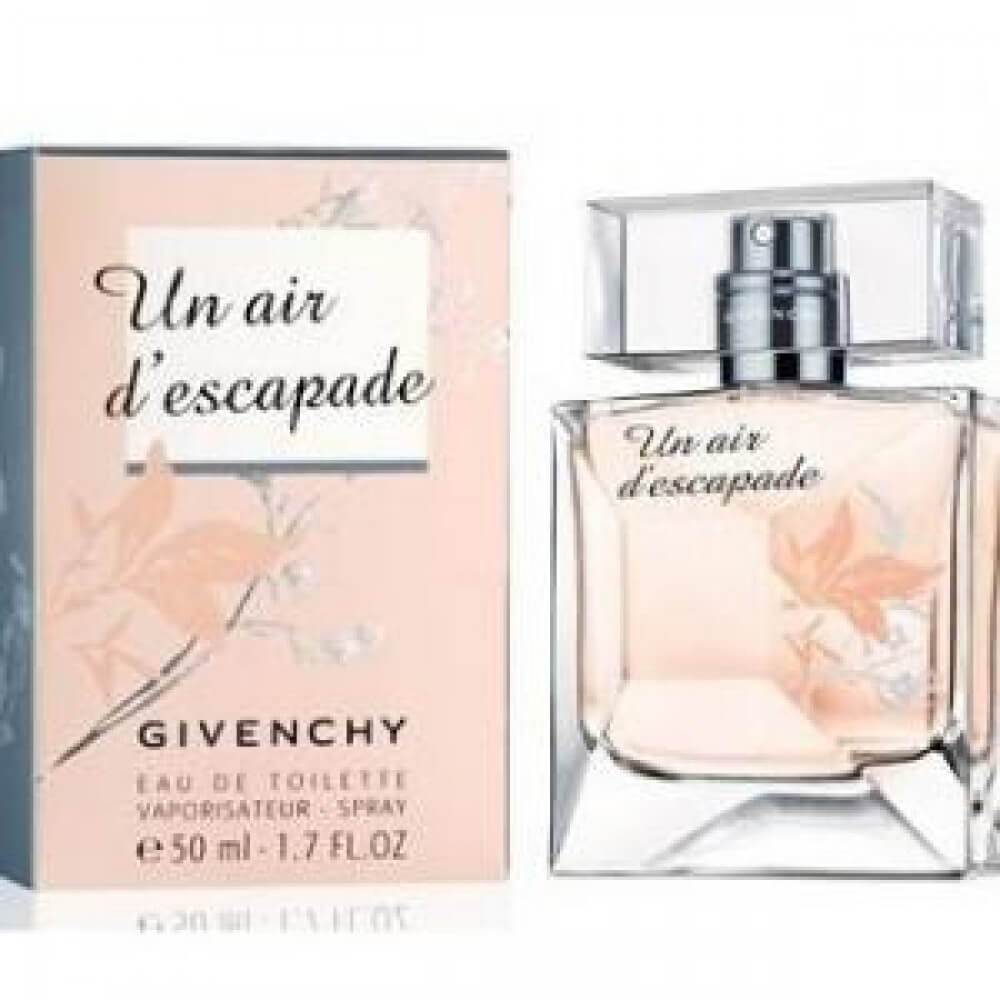 Un air
d'escapade
GIVENCHY
EAU DE TOILETTE
VAPORISATEUR - SPRAY
e 50 ml - 1.7 FL.OZ
Un air
d'escapade